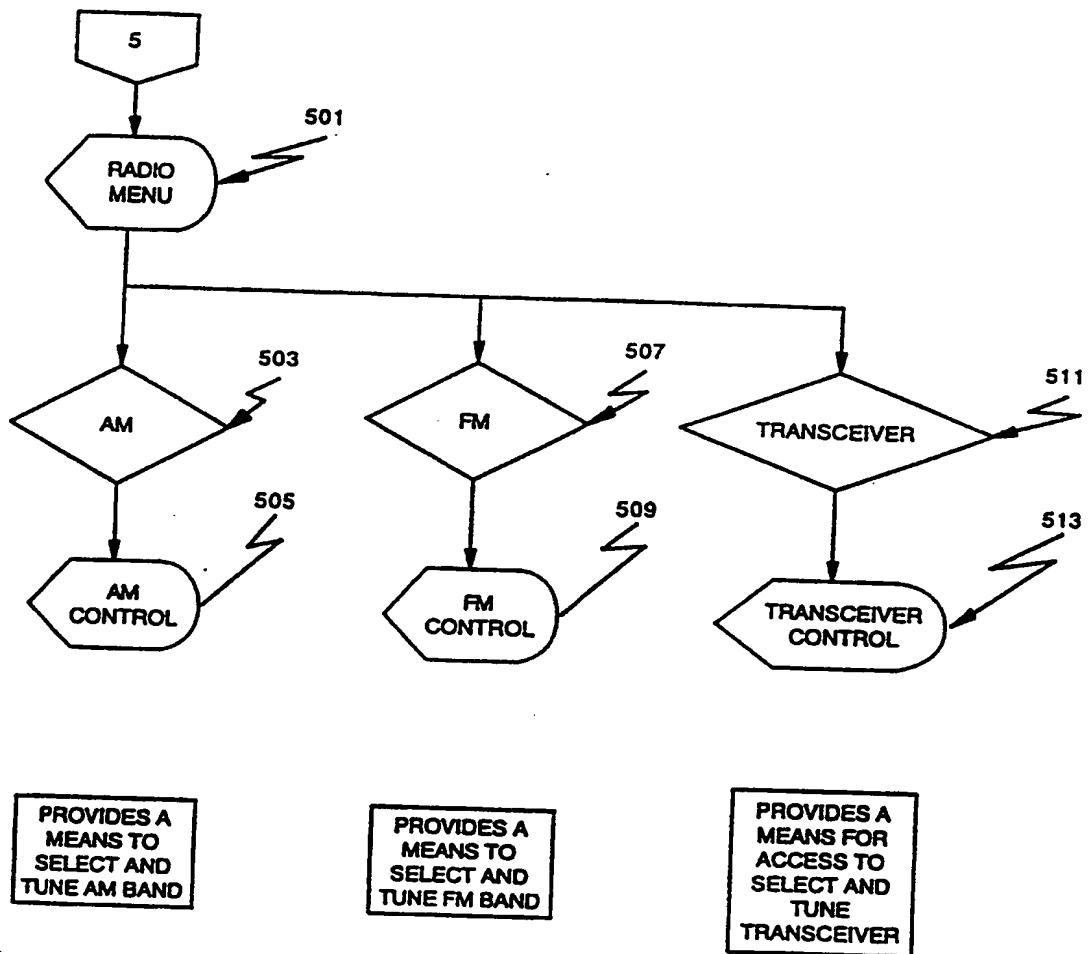 5
501
RADIO
MENU
503
AM
507
FM
511
TRANSCEIVER
505
AM
CONTROL
509
FM
CONTROL
513
TRANSCEIVER
CONTROL
PROVIDES A
MEANS TO
SELECT AND
TUNE AM BAND
PROVIDES A
MEANS TO
SELECT AND
TUNE FM BAND
PROVIDES A
MEANS FOR
ACCESS TO
SELECT AND
TUNE
TRANSCEIVER